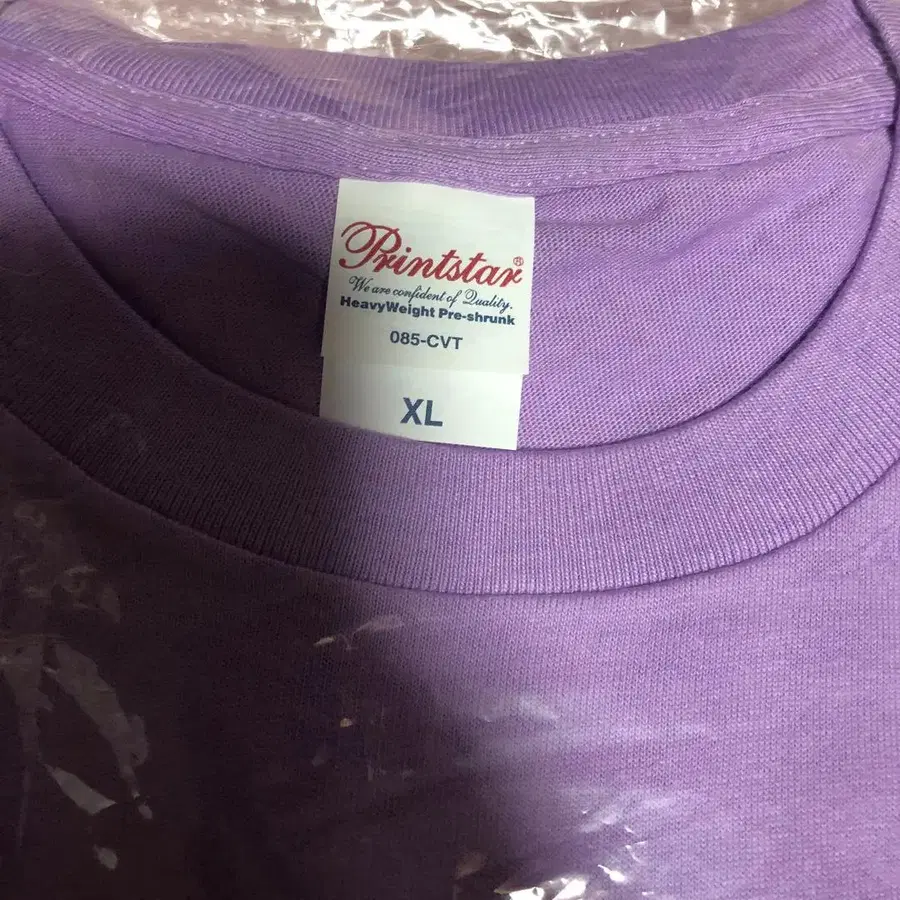 Printstar®
We are confident of Quality.
HeavyWeight Pre-shrunk
085-CVT
XL